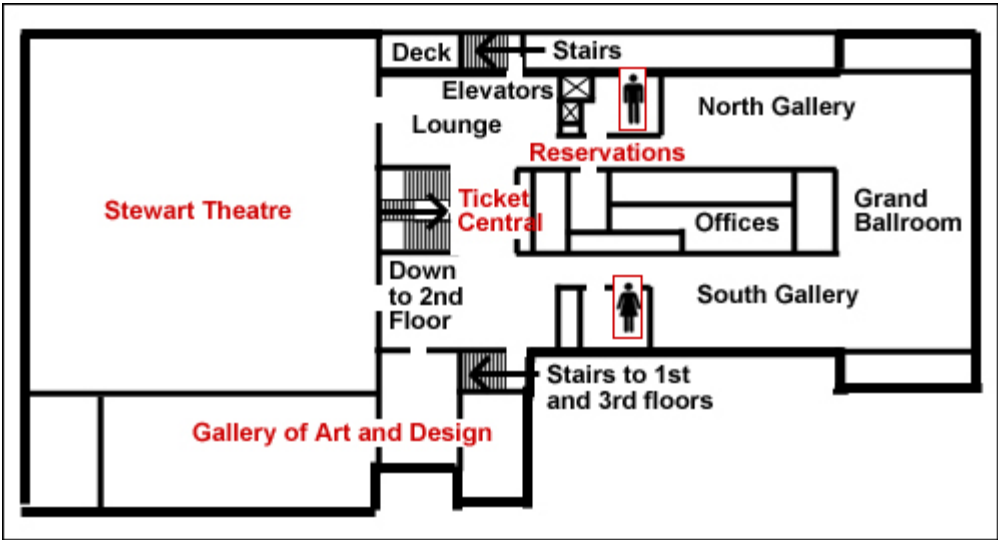 Deck
Stairs
Elevators
Lounge
North Gallery
Reservations
Stewart Theatre
Ticket
Central
Offices
Grand
Ballroom
Down
to 2nd
Floor
South Gallery
Stairs to 1st
and 3rd floors
Gallery of Art and Design